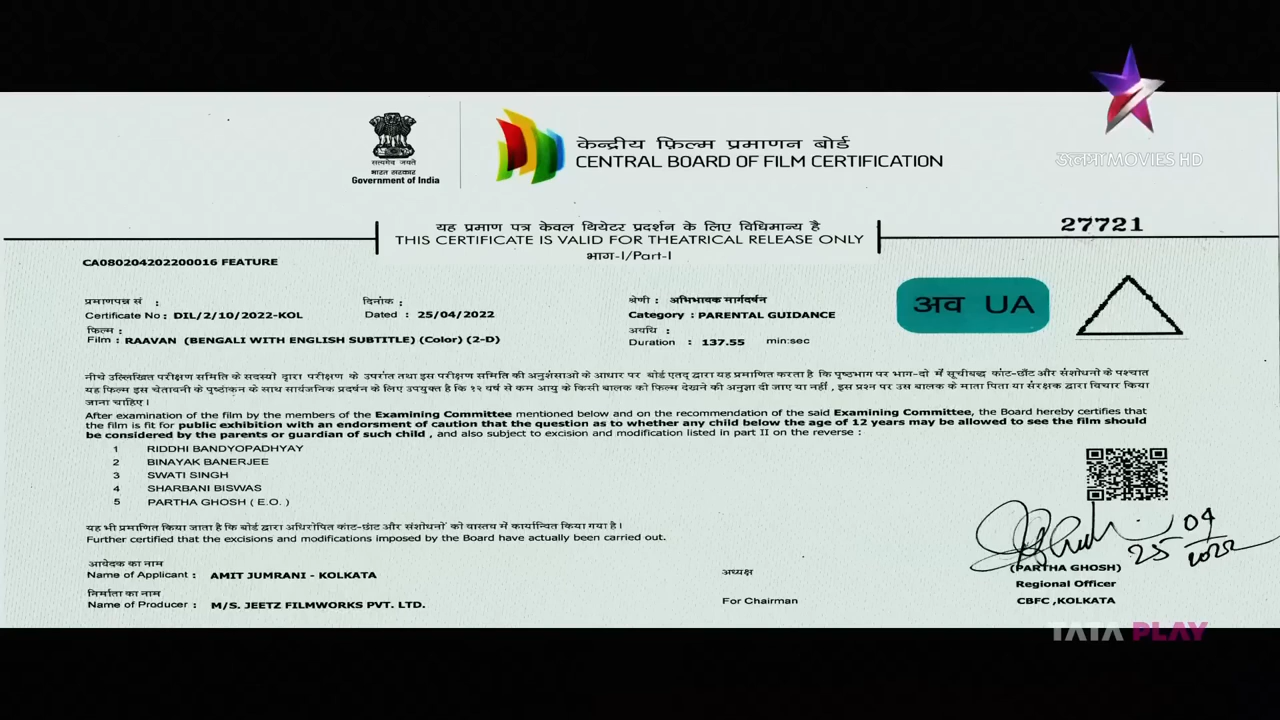 सत्यमेव जयते
भारत सरकार
Government of India
केन्द्रीय फ़िल्म प्रमाणन बोर्ड
CENTRAL BOARD OF FILM CERTIFICATION
জলসা MOVIES HD
यह प्रमाण पत्र केवल थियेटर प्रदर्शन के लिए विधिमान्य है
THIS CERTIFICATE IS VALID FOR THEATRICAL RELEASE ONLY
भाग-I/Part-I
27721
CA080204202200016 FEATURE
प्रमाणपत्र सं :
दिनांक :
श्रेणी : अभिभावक मार्गदर्शन
Certificate No : DIL/2/10/2022-KOL
Dated : 25/04/2022
Category : PARENTAL GUIDANCE
अव UA
फिल्म :
अवधि :
Film : RAAVAN (BENGALI WITH ENGLISH SUBTITLE) (Color) (2-D)
Duration : 137.55 min:sec
नीचे उल्लिखित परीक्षण समिति के सदस्यों द्वारा परीक्षण के उपरांत तथा इस परीक्षण समिति की अनुशंसाओं के आधार पर बोर्ड एतद् द्वारा यह प्रमाणित करता है कि पृष्ठभाग पर भाग-दो में सूचीबद्ध कांट-छाँट और संशोधनो के पश्चात
यह फिल्म इस चेतावनी के पृष्ठांकन के साथ सार्वजनिक प्रदर्शन के लिए उपयुक्त है कि १२ वर्ष से कम आयु के किसी बालक को फिल्म देखने की अनुज्ञा दी जाए या नहीं , इस प्रश्न पर उस बालक के माता पिता या संरक्षक द्वारा विचार किया
जाना चाहिए ।
After examination of the film by the members of the Examining Committee mentioned below and on the recommendation of the said Examining Committee, the Board hereby certifies that
the film is fit for public exhibition with an endorsment of caution that the question as to whether any child below the age of 12 years may be allowed to see the film should
be considered by the parents or guardian of such child , and also subject to excision and modification listed in part II on the reverse :
1 RIDDHI BANDYOPADHYAY
2 BINAYAK BANERJEE
3 SWATI SINGH
4 SHARBANI BISWAS
5 PARTHA GHOSH ( E.O. )
यह भी प्रमाणित किया जाता है कि बोर्ड द्वारा अधिरोपित कांट-छांट और संशोधनों को वास्तव में कार्यान्वित किया गया है ।
Further certified that the excisions and modifications imposed by the Board have actually been carried out.
25 04 2022
आवेदक का नाम
Name of Applicant : AMIT JUMRANI - KOLKATA
अध्यक्ष
(PARTHA GHOSH)
Regional Officer
निर्माता का नाम
Name of Producer : M/S. JEETZ FILMWORKS PVT. LTD.
For Chairman
CBFC ,KOLKATA
TATA PLAY